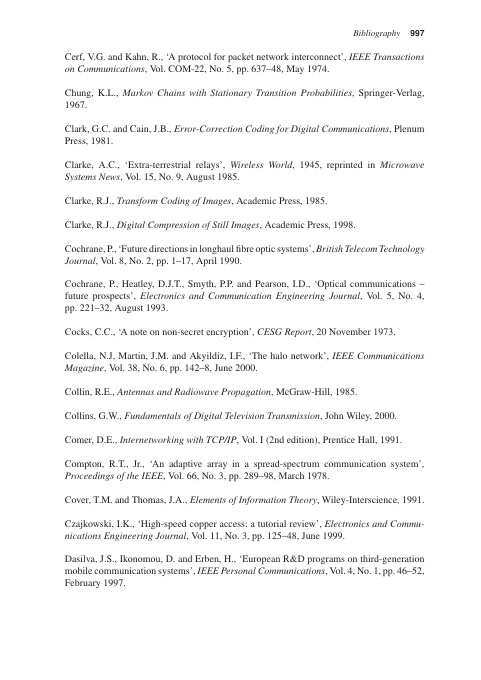 Bibliography 997
Cerf, V.G. and Kahn, R., ‘A protocol for packet network interconnect’, IEEE Transactions
on Communications, Vol. COM-22, No. 5, pp. 637–48, May 1974.
Chung, K.L., Markov Chains with Stationary Transition Probabilities, Springer-Verlag,
1967.
Clark, G.C. and Cain, J.B., Error-Correction Coding for Digital Communications, Plenum
Press, 1981.
Clarke, A.C., ‘Extra-terrestrial relays’, Wireless World, 1945, reprinted in Microwave
Systems News, Vol. 15, No. 9, August 1985.
Clarke, R.J., Transform Coding of Images, Academic Press, 1985.
Clarke, R.J., Digital Compression of Still Images, Academic Press, 1998.
Cochrane, P., ‘Future directions in longhaul fibre optic systems’, British Telecom Technology
Journal, Vol. 8, No. 2, pp. 1–17, April 1990.
Cochrane, P., Heatley, D.J.T., Smyth, P.P. and Pearson, I.D., ‘Optical communications –
future prospects’, Electronics and Communication Engineering Journal, Vol. 5, No. 4,
pp. 221–32, August 1993.
Cocks, C.C., ‘A note on non-secret encryption’, CESG Report, 20 November 1973.
Colella, N.J, Martin, J.M. and Akyildiz, I.F., ‘The halo network’, IEEE Communications
Magazine, Vol. 38, No. 6, pp. 142–8, June 2000.
Collin, R.E., Antennas and Radiowave Propagation, McGraw-Hill, 1985.
Collins, G.W., Fundamentals of Digital Television Transmission, John Wiley, 2000.
Comer, D.E., Internetworking with TCP/IP, Vol. I (2nd edition), Prentice Hall, 1991.
Compton, R.T., Jr., ‘An adaptive array in a spread-spectrum communication system’,
Proceedings of the IEEE, Vol. 66, No. 3, pp. 289–98, March 1978.
Cover, T.M. and Thomas, J.A., Elements of Information Theory, Wiley-Interscience, 1991.
Czajkowski, I.K., ‘High-speed copper access: a tutorial review’, Electronics and Commu-
nications Engineering Journal, Vol. 11, No. 3, pp. 125–48, June 1999.
Dasilva, J.S., Ikonomou, D. and Erben, H., ‘European R&D programs on third-generation
mobile communication systems’, IEEE Personal Communications, Vol. 4, No. 1, pp. 46–52,
February 1997.